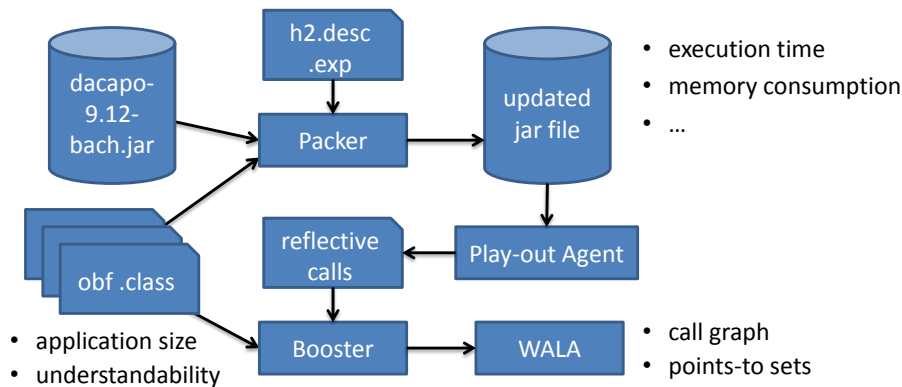 h2.desc
.exp
dacapo-
9.12-
bach.jar
Packer
updated
jar file
• execution time
• memory consumption
• ...
obf .class
reflective
calls
Play-out Agent
• application size
• understandability
Booster
WALA
• call graph
• points-to sets